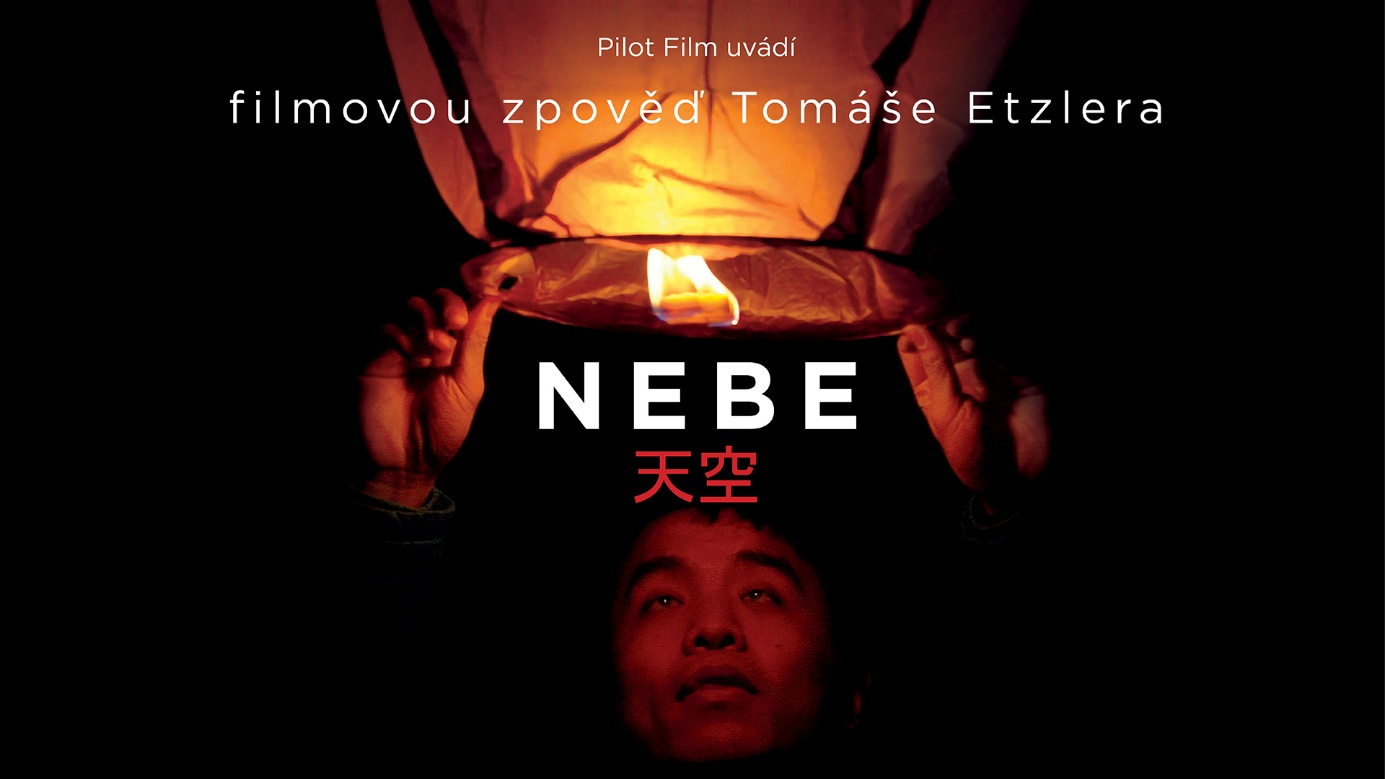 Pilot Film uvádí
filmovou zpověď Tomáše Etzlera
NEBE
天空